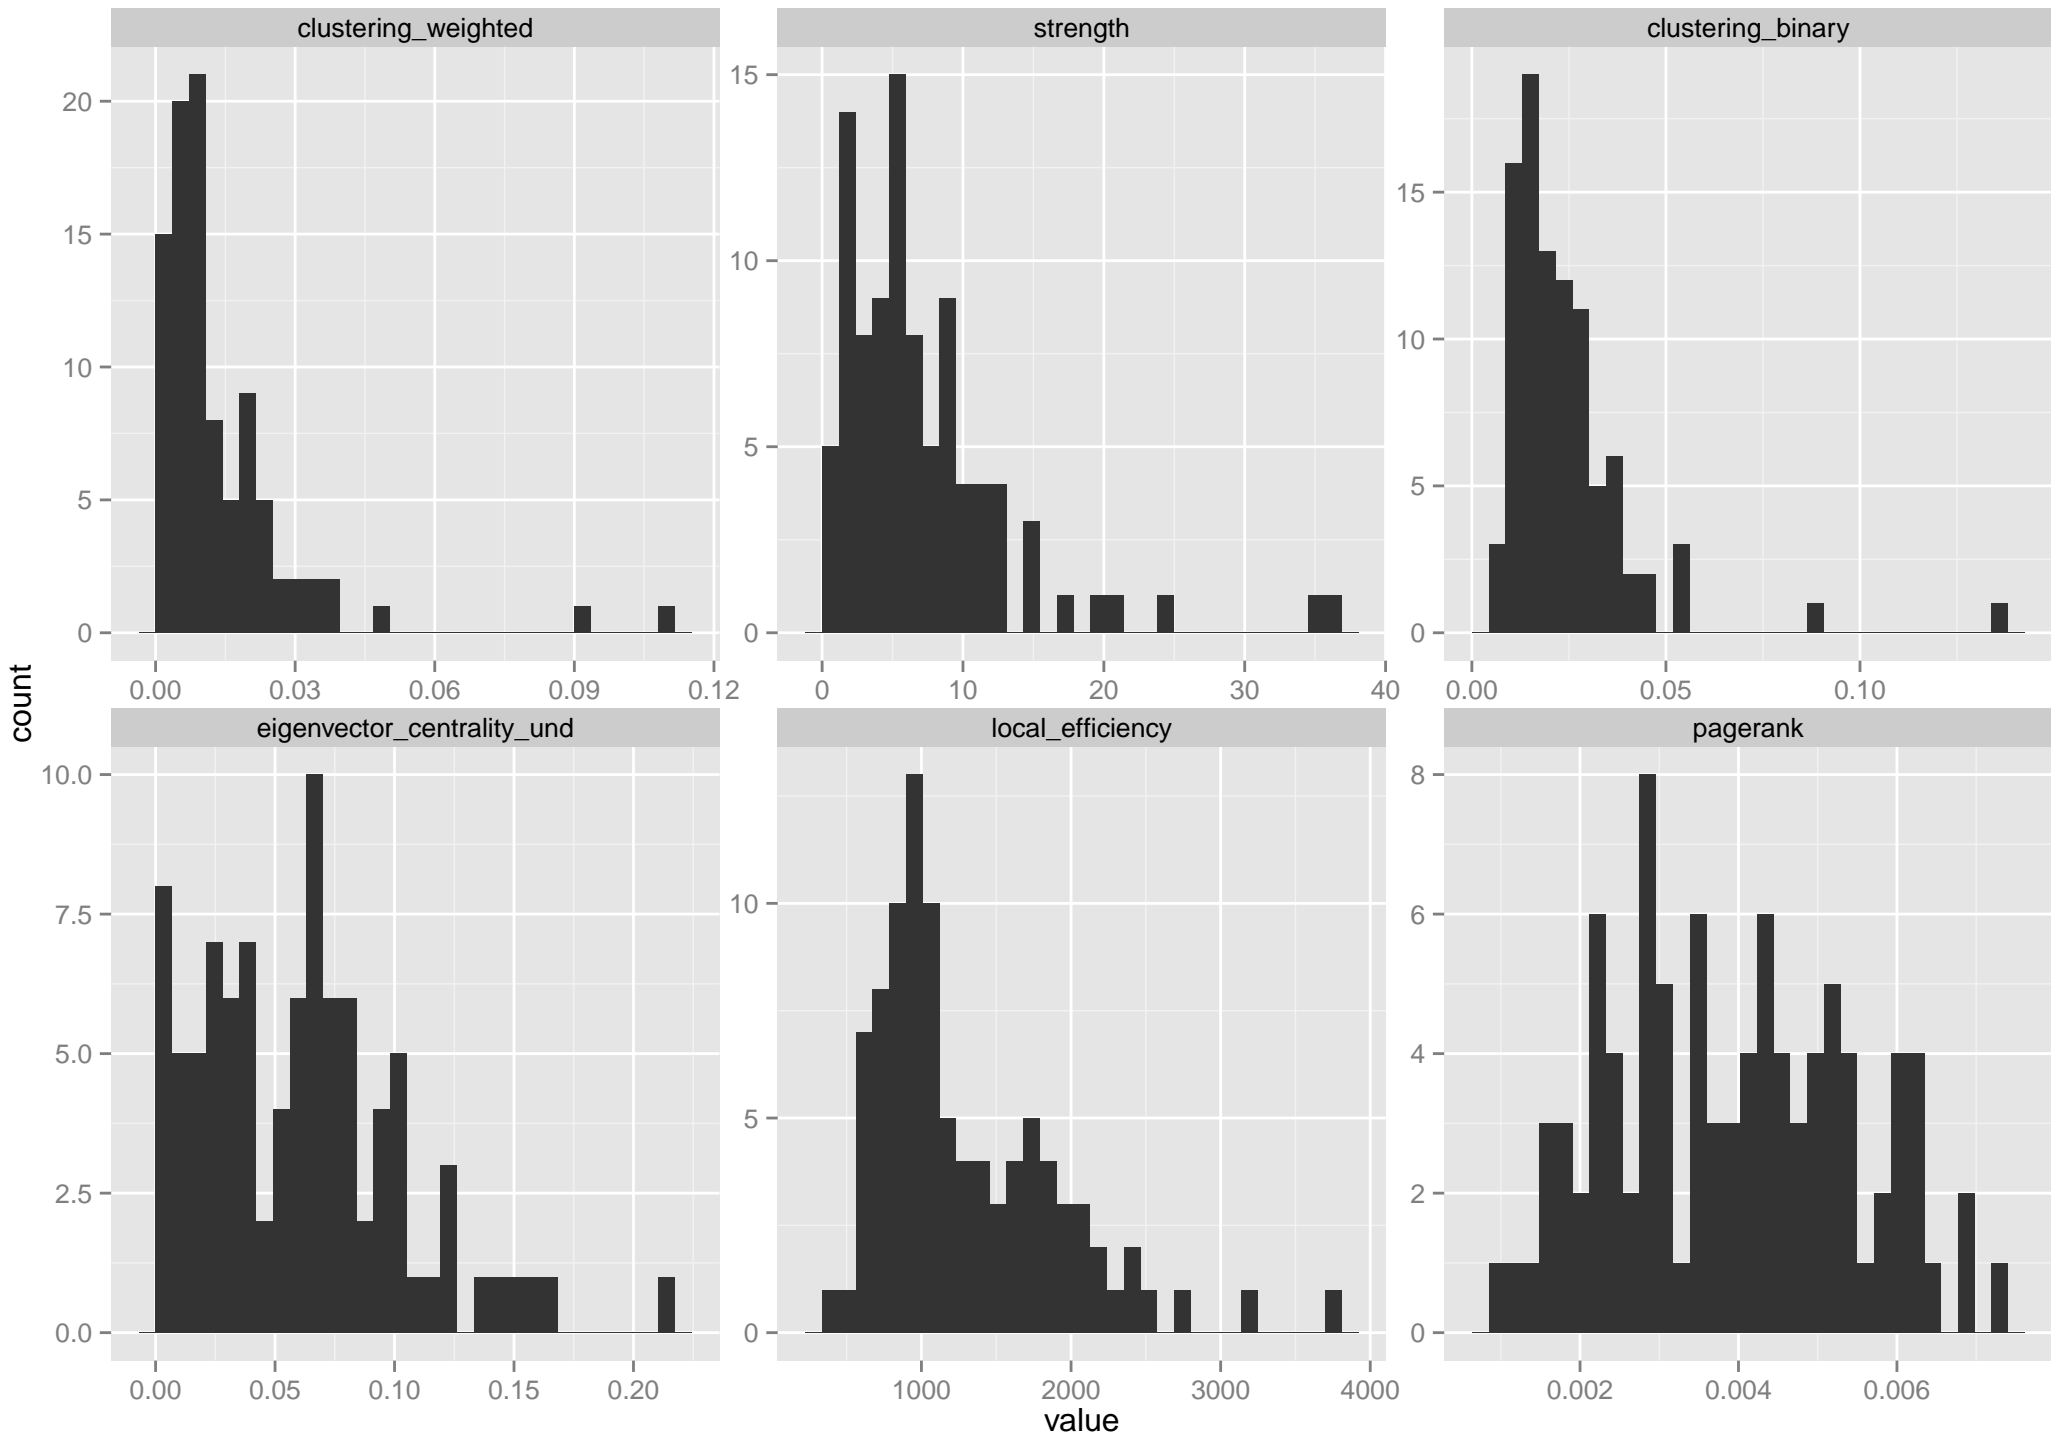 clustering_weighted
strength
clustering_binary
20
15
10
5
0
15
10
5
0
15
10
5
0
0.00 0.03 0.06 0.09 0.12
0 10 20 30 40
0.00 0.05 0.10
count
eigenvector_centrality_und
local_efficiency
pagerank
10.0
7.5
5.0
2.5
0.0
10
5
0
8
6
4
2
0
0.00 0.05 0.10 0.15 0.20
1000 2000 3000 4000
0.002 0.004 0.006
value